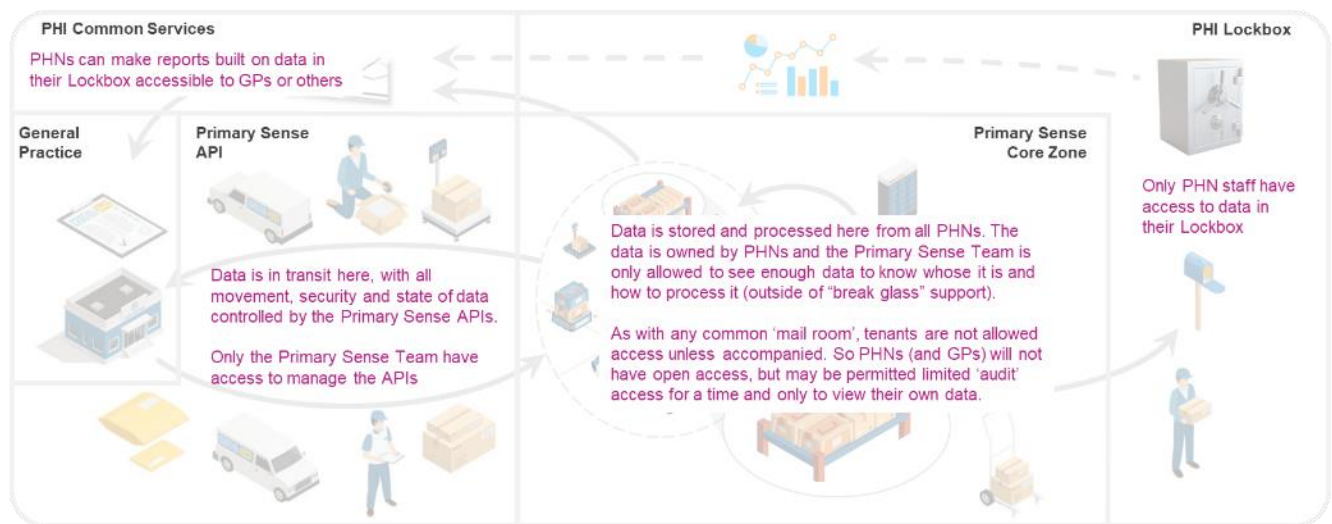 PHI Common Services
PHNs can make reports built on data in
their Lockbox accessible to GPs or others
PHI Lockbox
General
Practice
Primary Sense
API
Primary Sense
Core Zone
Only PHN staff have
access to data in
their Lockbox
Data is in transit here, with all
movement, security and state of data
controlled by the Primary Sense APIs.
Only the Primary Sense Team have
access to manage the APIs
Data is stored and processed here from all PHNs. The
data is owned by PHNs and the Primary Sense Team is
only allowed to see enough data to know whose it is and
how to process it (outside of “break glass” support).
As with any common ‘mail room’, tenants are not allowed
access unless accompanied. So PHNs (and GPs) will not
have open access, but may be permitted limited ‘audit’
access for a time and only to view their own data.